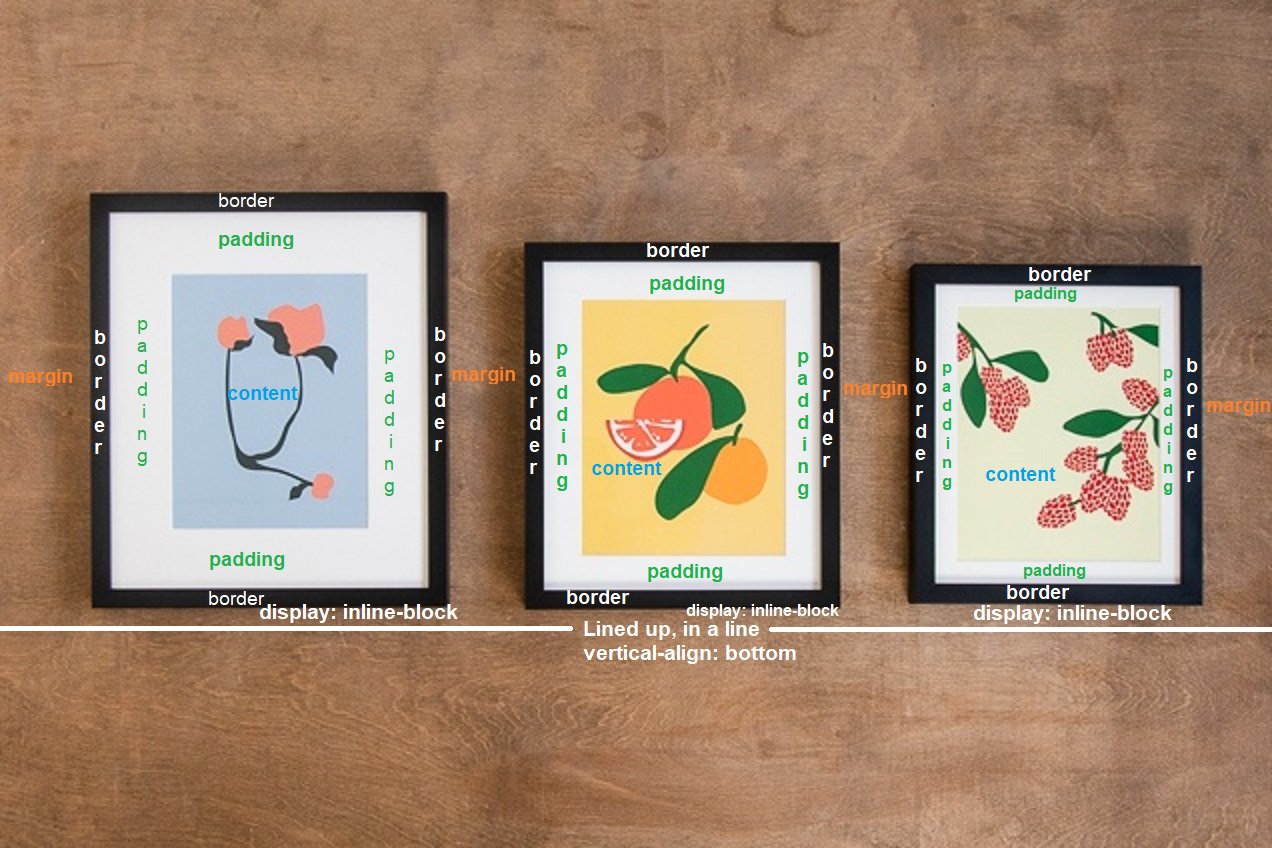 border
padding
padding
padding
border
border
content
margin
margin
padding
border
display: inline-block
border
padding
padding
padding
border
border
content
margin
padding
border
display: inline-block
border
padding
padding
padding
border
border
content
margin
padding
border
display: inline-block
Lined up, in a line
vertical-align: bottom